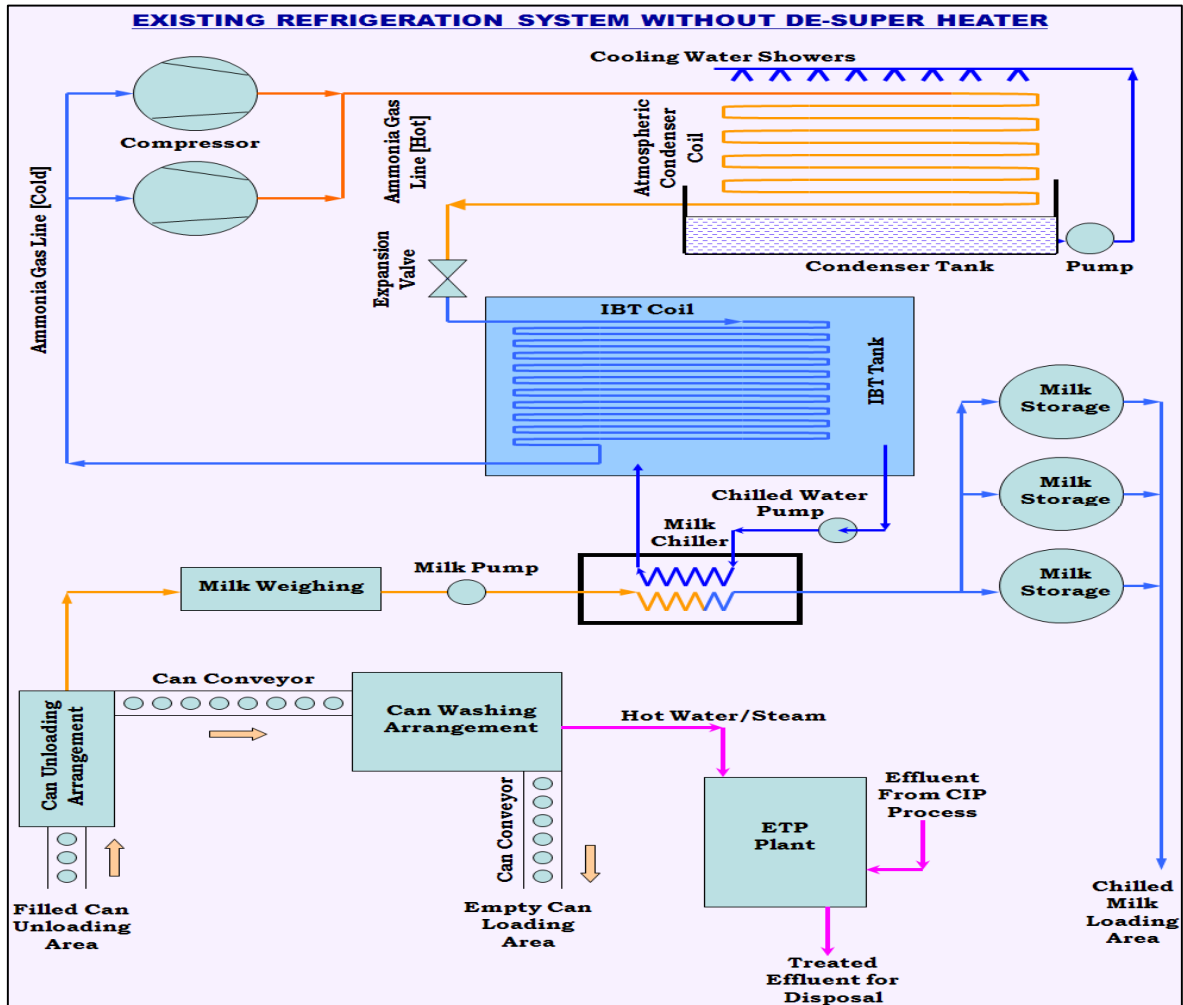 EXISTING REFRIGERATION SYSTEM WITHOUT DE-SUPER HEATER
Cooling Water Showers
Compressor
Ammonia Gas
Line [Hot]
Atmospheric
Condenser
Coil
Ammonia Gas Line [Cold]
Expansion
Valve
Condenser Tank
Pump
IBT Coil
IBT Tank
Milk
Storage
Milk
Storage
Milk
Storage
Chilled Water
Pump
Milk
Chiller
Milk Weighing
Milk Pump
Can Conveyor
Can Unloading
Arrangement
Can Washing
Arrangement
Hot Water/Steam
Can Conveyor
Effluent
From CIP
Process
ETP
Plant
Filled Can
Unloading
Area
Empty Can
Loading
Area
Chilled
Milk
Loading
Area
Treated
Effluent for
Disposal